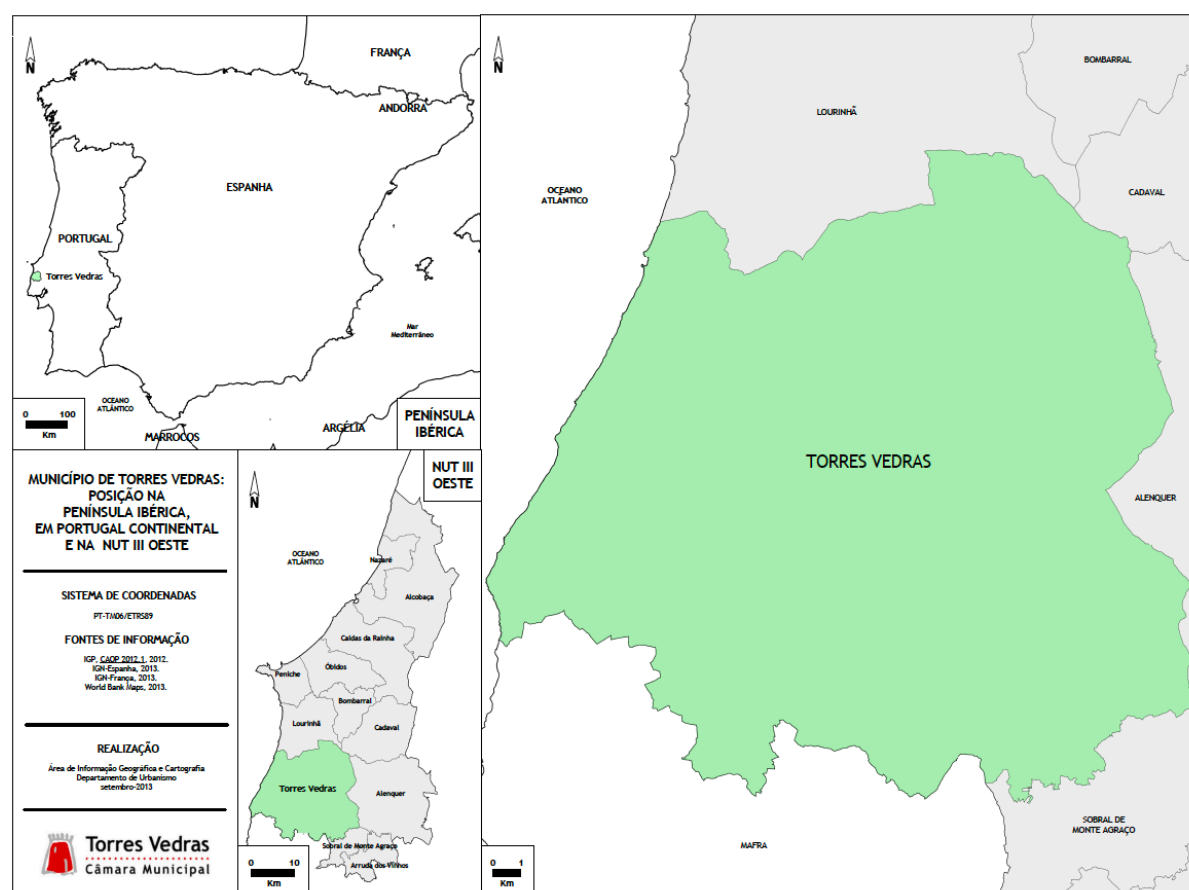 N
FRANÇA
ANDORRA
ESPANHA
PORTUGAL
Torres Vedras
Mar
Mediterrâneo
OCEANO
ATLÂNTICO
0 100
Km
MARROCOS
ARGÉLIA
PENÍNSULA
IBÉRICA
MUNICÍPIO DE TORRES VEDRAS:
POSIÇÃO NA
PENÍNSULA IBÉRICA,
EM PORTUGAL CONTINENTAL
E NA NUT III OESTE
SISTEMA DE COORDENADAS
PT-TM06/ETRS89
FONTES DE INFORMAÇÃO
IGP, CAOP 2012.1, 2012.
IGN-Espanha, 2013.
IGN-França, 2013.
World Bank Maps, 2013.
REALIZAÇÃO
Área de Informação Geográfica e Cartografia
Departamento de Urbanismo
setembro-2013
Torres Vedras
Câmara Municipal
N
NUT III
OESTE
OCEANO
ATLÂNTICO
Nazaré
Alcobaça
Caldas da Rainha
Óbidos
Peniche
Bombarral
Lourinhã
Cadaval
Torres Vedras
Alenquer
Sobral de Monte Agraço
Arruda dos Vinhos
0 10
Km
N
BOMBARRAL
LOURINHÃ
OCEANO
ATLÂNTICO
CADAVAL
TORRES VEDRAS
ALENQUER
SOBRAL DE
MONTE AGRAÇO
MAFRA
0 1
Km